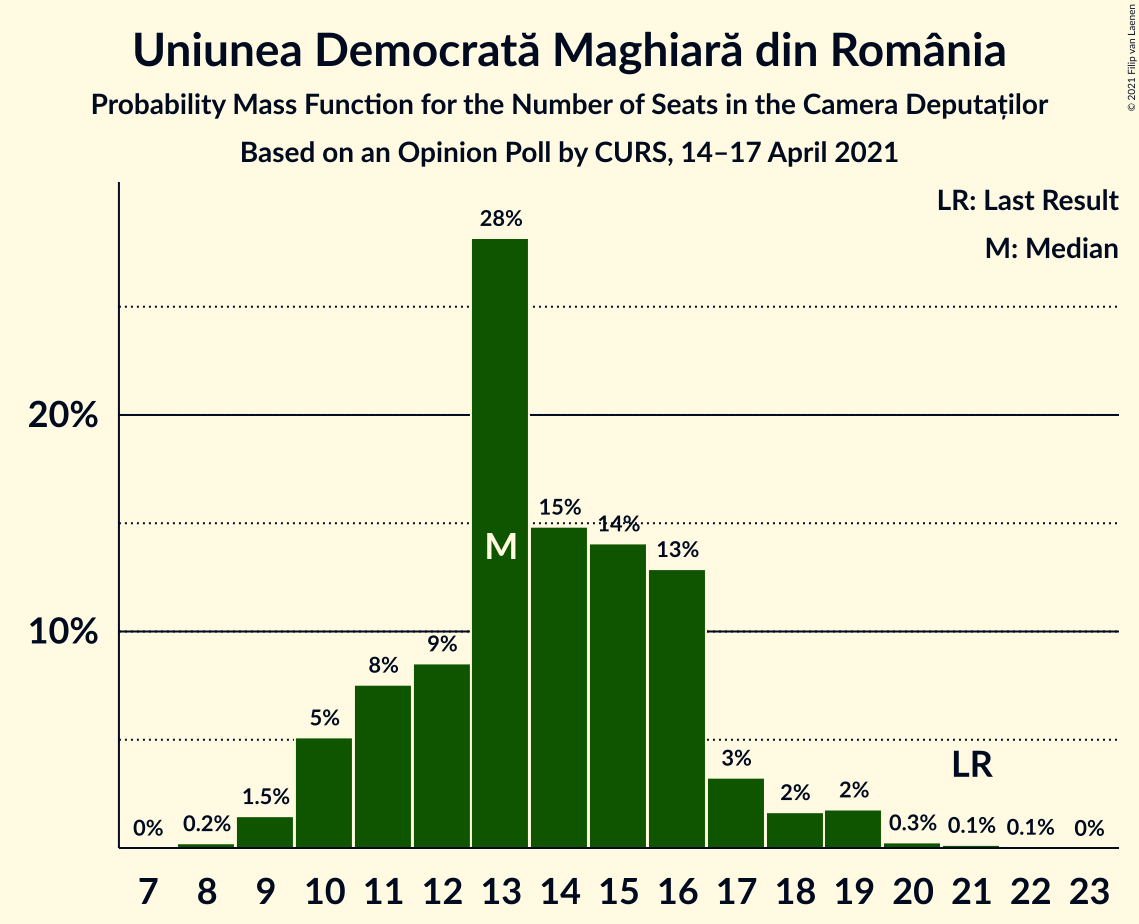 Uniunea Democrată Maghiară din România
Probability Mass Function for the Number of Seats in the Camera Deputaților
Based on an Opinion Poll by CURS, 14–17 April 2021
© 2021 Filip van Laenen
LR: Last Result
M: Median
28%
20%
15%
14%
13%
M
10%
9%
8%
5%
3%
LR
2%
2%
1.5%
0%
0.2%
0.3%
0.1%
0.1%
0%
7 8 9 10 11 12 13 14 15 16 17 18 19 20 21 22 23